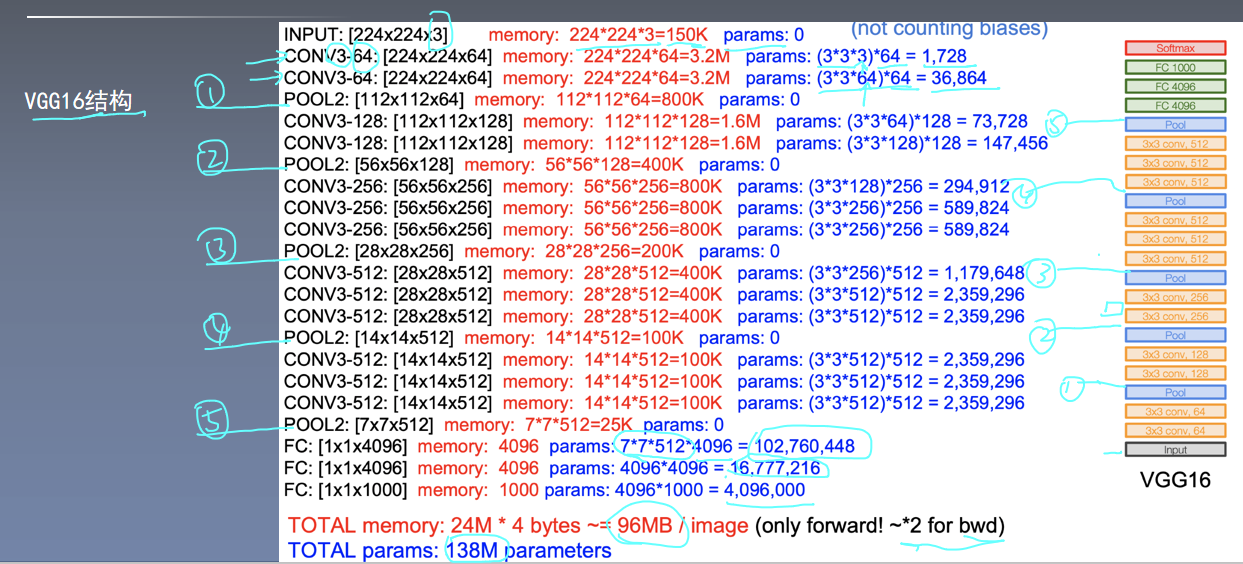 (not counting biases)
INPUT: [224x224x3] memory: 224*224*3=150K params: 0
CONV3-64: [224x224x64] memory: 224*224*64=3.2M params: (3*3*3)*64 = 1,728
CONV3-64: [224x224x64] memory: 224*224*64=3.2M params: (3*3*64)*64 = 36,864
① POOL2: [112x112x64] memory: 112*112*64=800K params: 0
VGG16结构
CONV3-128: [112x112x128] memory: 112*112*128=1.6M params: (3*3*64)*128 = 73,728
CONV3-128: [112x112x128] memory: 112*112*128=1.6M params: (3*3*128)*128 = 147,456
② POOL2: [56x56x128] memory: 56*56*128=400K params: 0
CONV3-256: [56x56x256] memory: 56*56*256=800K params: (3*3*128)*256 = 294,912
CONV3-256: [56x56x256] memory: 56*56*256=800K params: (3*3*256)*256 = 589,824
CONV3-256: [56x56x256] memory: 56*56*256=800K params: (3*3*256)*256 = 589,824
③ POOL2: [28x28x256] memory: 28*28*256=200K params: 0
CONV3-512: [28x28x512] memory: 28*28*512=400K params: (3*3*256)*512 = 1,179,648
CONV3-512: [28x28x512] memory: 28*28*512=400K params: (3*3*512)*512 = 2,359,296
CONV3-512: [28x28x512] memory: 28*28*512=400K params: (3*3*512)*512 = 2,359,296
④ POOL2: [14x14x512] memory: 14*14*512=100K params: 0
CONV3-512: [14x14x512] memory: 14*14*512=100K params: (3*3*512)*512 = 2,359,296
CONV3-512: [14x14x512] memory: 14*14*512=100K params: (3*3*512)*512 = 2,359,296
CONV3-512: [14x14x512] memory: 14*14*512=100K params: (3*3*512)*512 = 2,359,296
⑤ POOL2: [7x7x512] memory: 7*7*512=25K params: 0
FC: [1x1x4096] memory: 4096 params: 7*7*512*4096 = 102,760,448
FC: [1x1x4096] memory: 4096 params: 4096*4096 = 16,777,216
FC: [1x1x1000] memory: 1000 params: 4096*1000 = 4,096,000
TOTAL memory: 24M * 4 bytes ~= 96MB / image (only forward! ~*2 for bwd)
TOTAL params: 138M parameters
Softmax
FC 1000
FC 4096
FC 4096
⑤ Pool
3x3 conv, 512
3x3 conv, 512
3x3 conv, 512
④ Pool
3x3 conv, 512
3x3 conv, 512
3x3 conv, 512
③ Pool
3x3 conv, 256
3x3 conv, 256
② Pool
3x3 conv, 128
3x3 conv, 128
① Pool
3x3 conv, 64
3x3 conv, 64
Input
VGG16